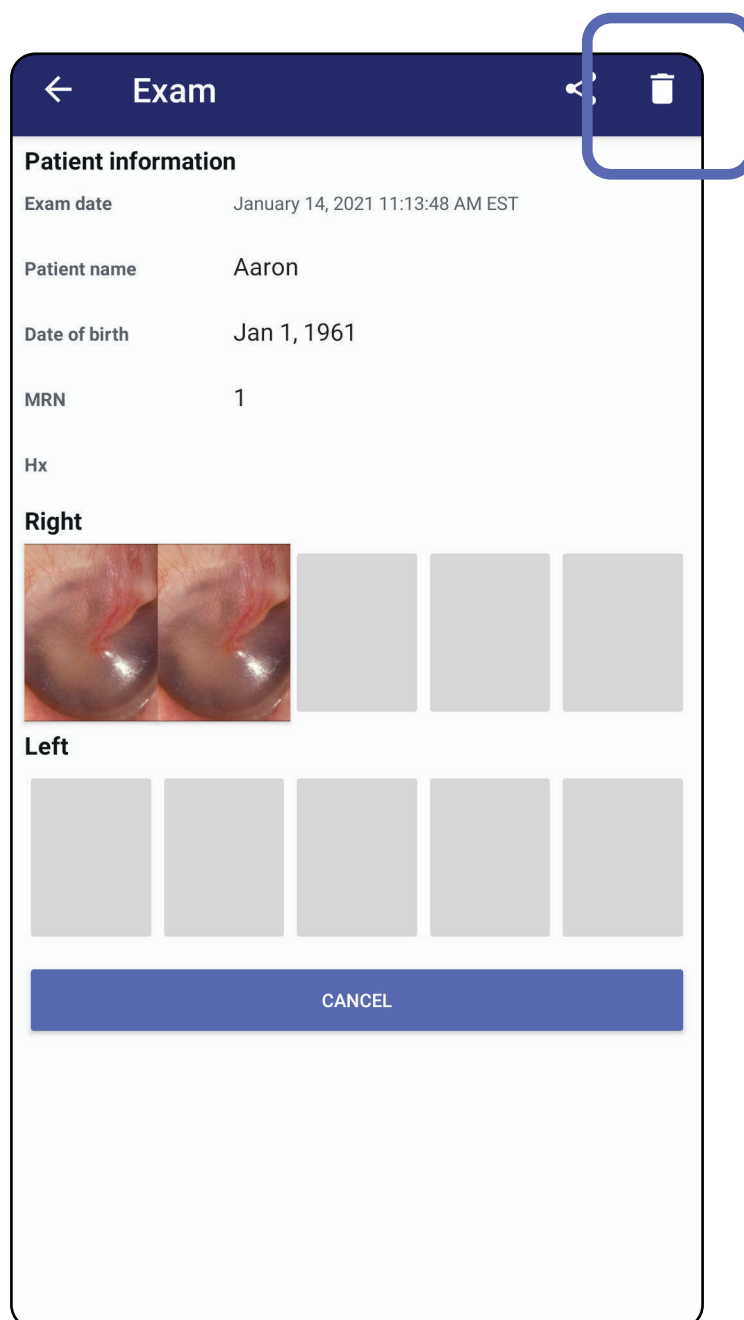 Exam
Patient information
Exam date January 14, 2021 11:13:48 AM EST
Patient name Aaron
Date of birth Jan 1, 1961
MRN 1
Hx
Right
Left
CANCEL